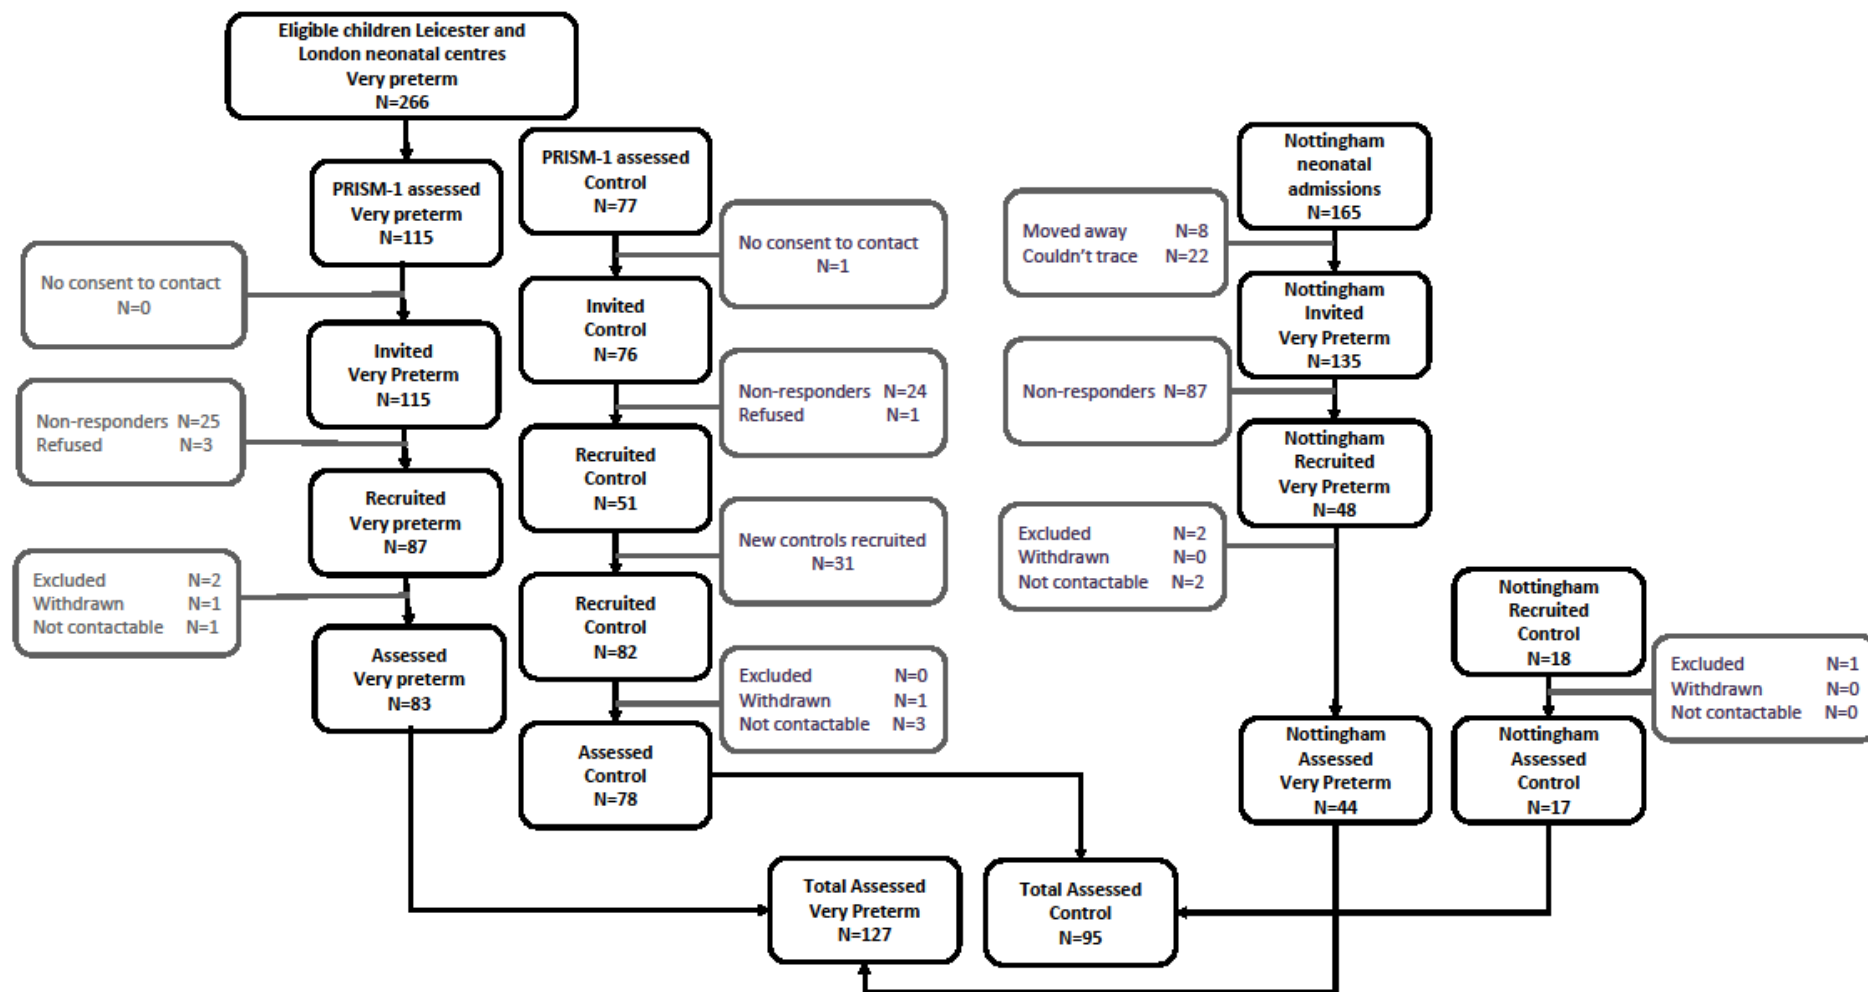 Eligible children Leicester and
London neonatal centres
Very preterm
N=266
PRISM-1 assessed
Very preterm
N=115
No consent to contact
N=0
Invited
Very Preterm
N=115
Non-responders N=25
Refused N=3
Recruited
Very preterm
N=87
Excluded N=2
Withdrawn N=1
Not contactable N=1
Assessed
Very preterm
N=83
PRISM-1 assessed
Control
N=77
No consent to contact
N=1
Invited
Control
N=76
Non-responders N=24
Refused N=1
Recruited
Control
N=51
New controls recruited
N=31
Recruited
Control
N=82
Excluded N=0
Withdrawn N=1
Not contactable N=3
Assessed
Control
N=78
Nottingham
neonatal
admissions
N=165
Moved away N=8
Couldn't trace N=22
Nottingham
Invited
Very Preterm
N=135
Non-responders N=87
Nottingham
Recruited
Very Preterm
N=48
Excluded N=2
Withdrawn N=0
Not contactable N=2
Nottingham
Assessed
Very Preterm
N=44
Nottingham
Recruited
Control
N=18
Excluded N=1
Withdrawn N=0
Not contactable N=0
Nottingham
Assessed
Control
N=17
Total Assessed
Very Preterm
N=127
Total Assessed
Control
N=95